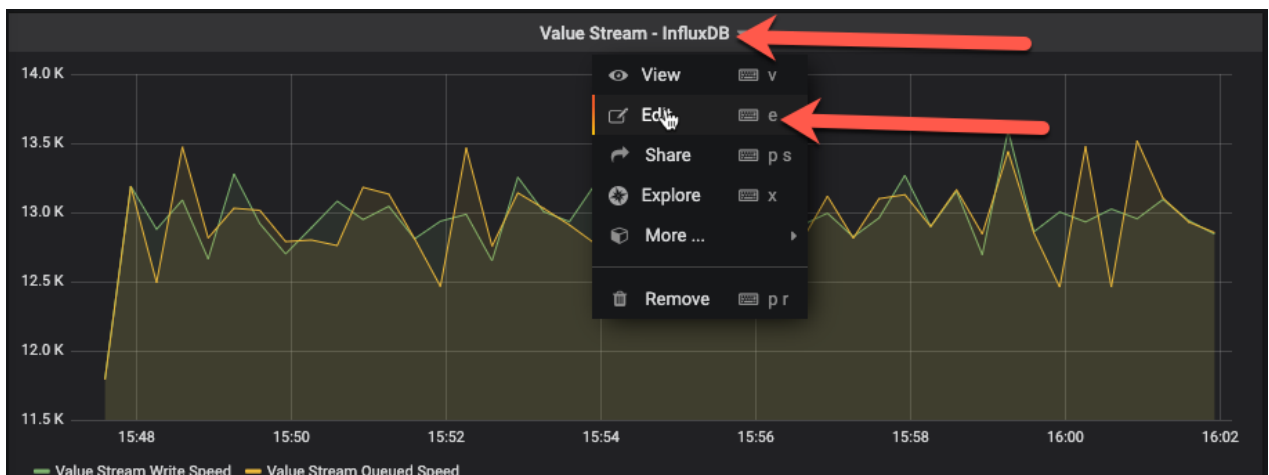 Value Stream - InfluxDB
14.0 K
View v
Edit e
13.5 K
Share p s
Explore x
13.0 K
More ...
12.5 K
Remove p r
12.0 K
11.5 K
15:48 15:50 15:52 15:54 15:56 15:58 16:00 16:02
Value Stream Write Speed Value Stream Queued Speed